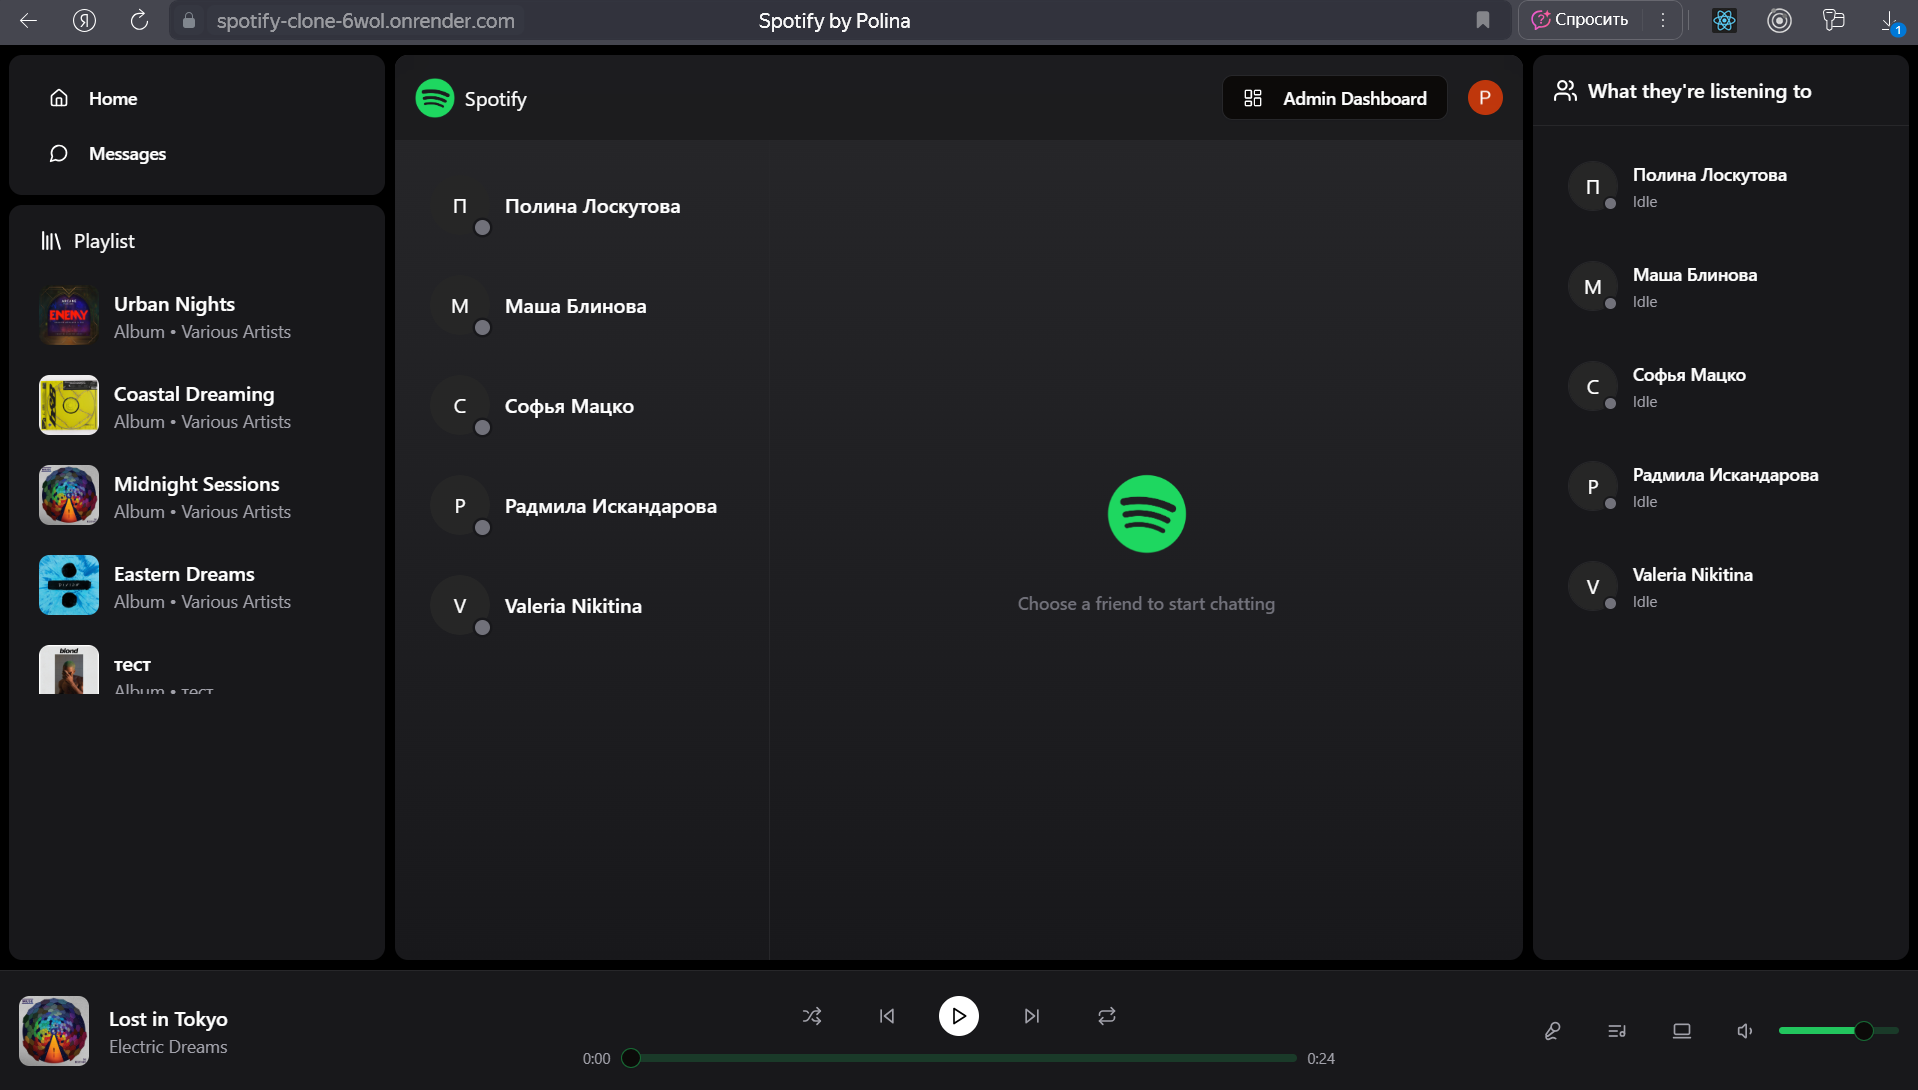 spotify-clone-6wol.onrender.com
Spotify by Polina
Спросить
1
Home
Messages
Playlist
Urban Nights
Album • Various Artists
Coastal Dreaming
Album • Various Artists
Midnight Sessions
Album • Various Artists
Eastern Dreams
Album • Various Artists
тест
Album • тест
ENEMY
blond
Spotify
Admin Dashboard
P
П
Полина Лоскутова
М
Маша Блинова
С
Софья Мацко
Р
Радмила Искандарова
V
Valeria Nikitina
Choose a friend to start chatting
What they're listening to
П
Полина Лоскутова
Idle
М
Маша Блинова
Idle
С
Софья Мацко
Idle
Р
Радмила Искандарова
Idle
V
Valeria Nikitina
Idle
Lost in Tokyo
Electric Dreams
0:00
0:24